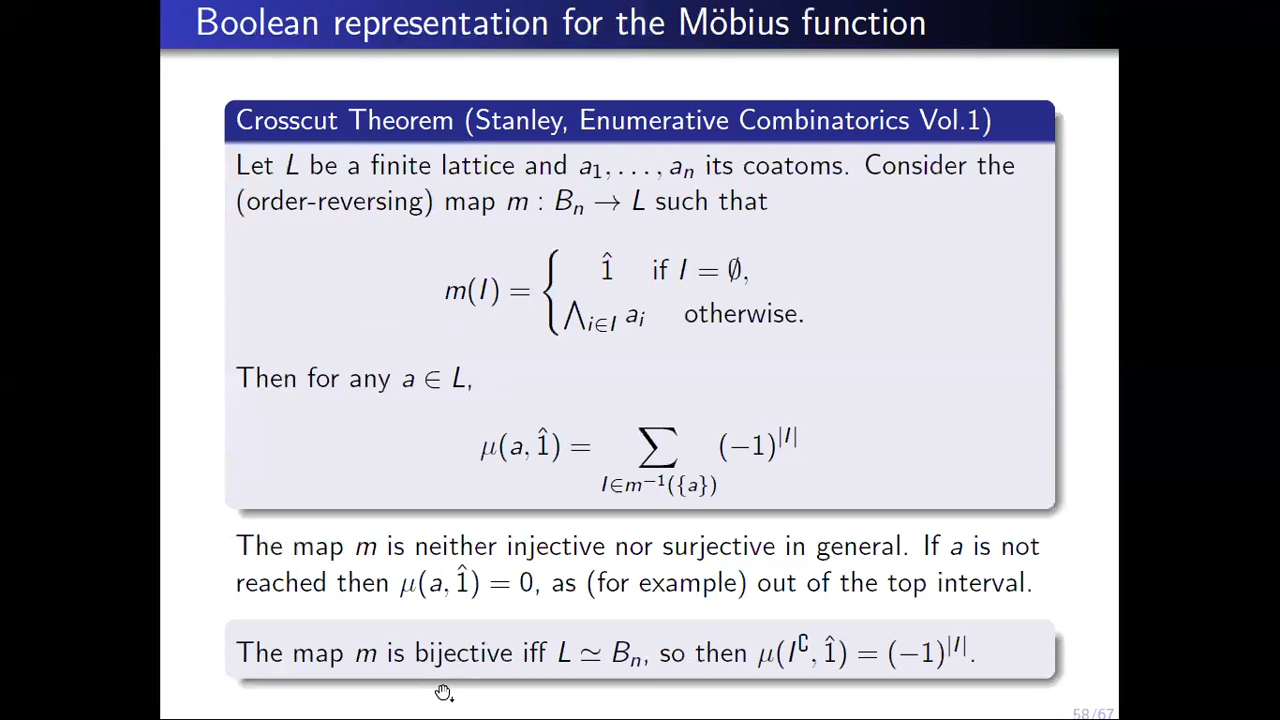 Boolean representation for the Möbius function
Crosscut Theorem (Stanley, Enumerative Combinatorics Vol.1)
Let L be a finite lattice and a₁, . . . , aₙ its coatoms. Consider the
(order-reversing) map m : Bₙ → L such that
m(I) = { 1̂ if I = ∅,
⋀_{i∈I} aᵢ otherwise.
Then for any a ∈ L,
μ(a, 1̂) = ∑_{I∈m⁻¹({a})} (−1)^{|I|}
The map m is neither injective nor surjective in general. If a is not
reached then μ(a, 1̂) = 0, as (for example) out of the top interval.
The map m is bijective iff L ≃ Bₙ, so then μ(I^∁, 1̂) = (−1)^{|I|}.
58/67